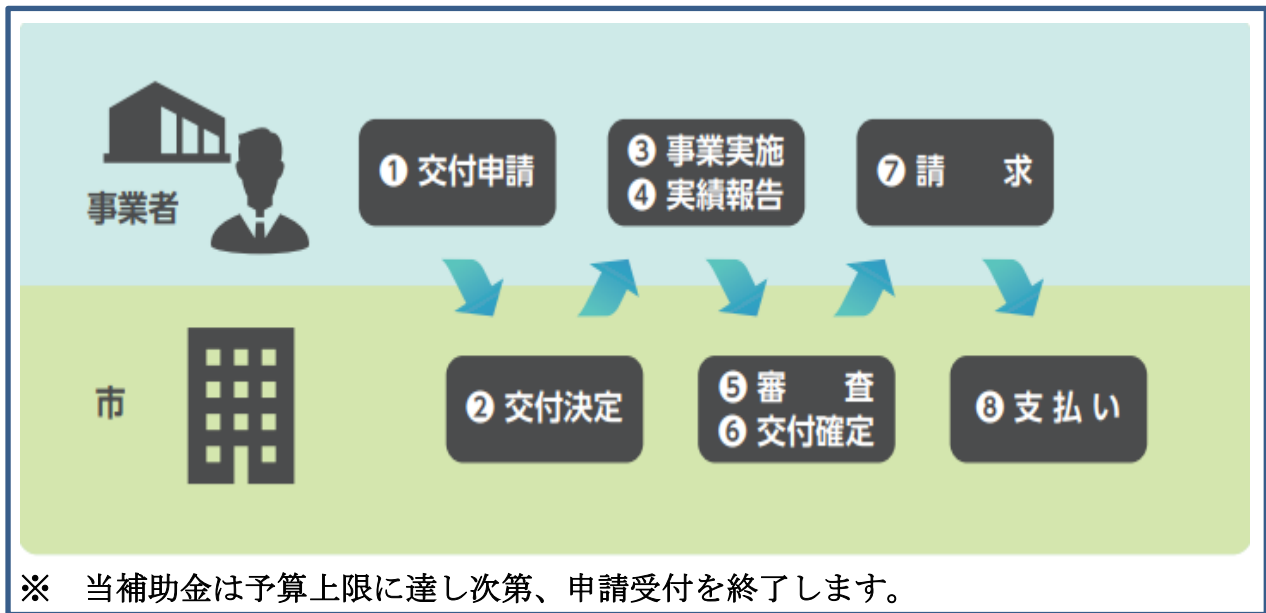 事業者
❶ 交付申請
❸ 事業実施
❹ 実績報告
❼ 請　求
市
❷ 交付決定
❺ 審　査
❻ 交付確定
❽ 支 払 い
※　当補助金は予算上限に達し次第、申請受付を終了します。